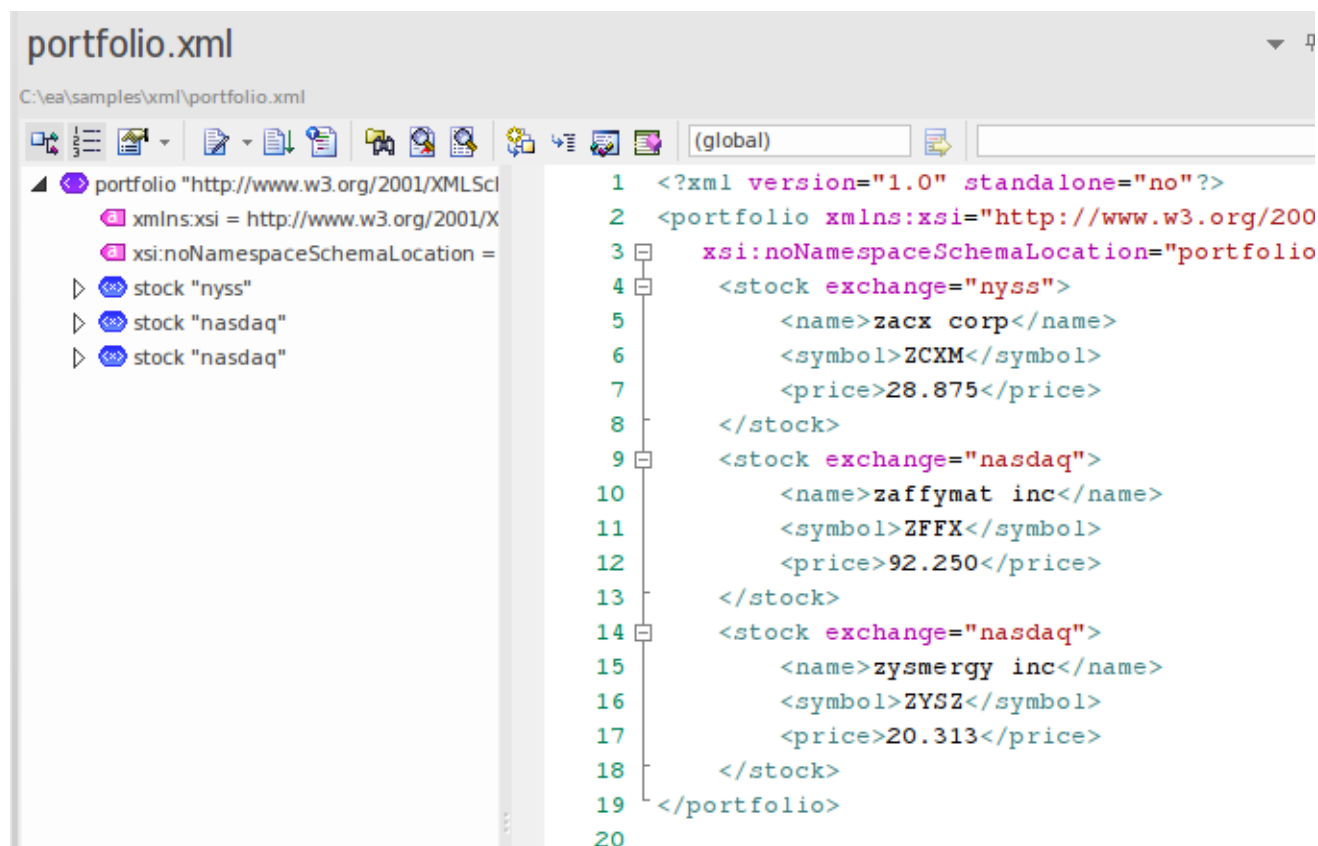 portfolio.xml
C:\ea\samples\xml\portfolio.xml
(global)
portfolio "http://www.w3.org/2001/XMLScl
xmlns:xsi = http://www.w3.org/2001/X
xsi:noNamespaceSchemaLocation =
stock "nyss"
stock "nasdaq"
stock "nasdaq"
1 <?xml version="1.0" standalone="no"?>
2 <portfolio xmlns:xsi="http://www.w3.org/200
3 xsi:noNamespaceSchemaLocation="portfolio
4 <stock exchange="nyss">
5 <name>zacx corp</name>
6 <symbol>ZCXM</symbol>
7 <price>28.875</price>
8 </stock>
9 <stock exchange="nasdaq">
10 <name>zaffymat inc</name>
11 <symbol>ZFFX</symbol>
12 <price>92.250</price>
13 </stock>
14 <stock exchange="nasdaq">
15 <name>zysmergy inc</name>
16 <symbol>ZYSZ</symbol>
17 <price>20.313</price>
18 </stock>
19 </portfolio>
20